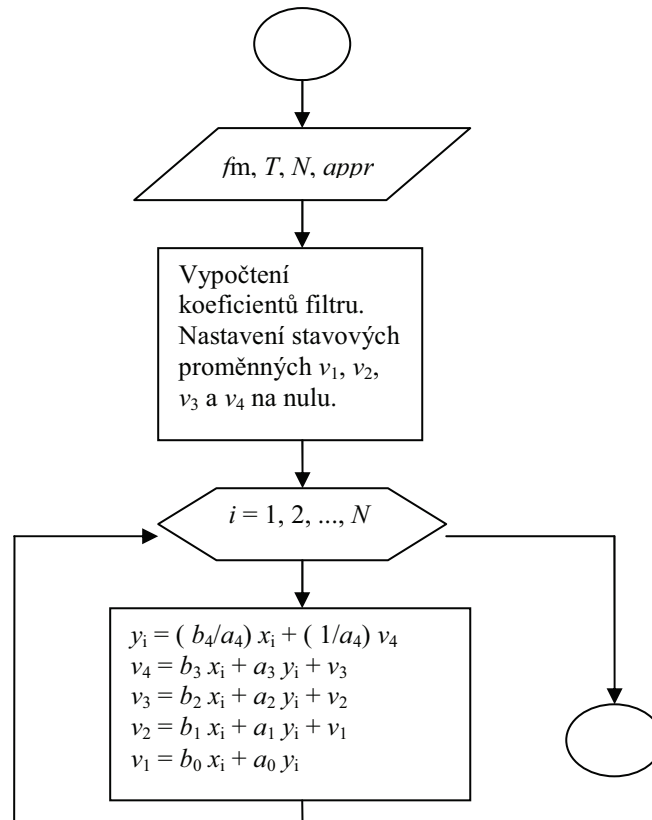 fm, T, N, appr
Vypočtení
koeficientů filtru.
Nastavení stavových
proměnných v₁, v₂,
v₃ a v₄ na nulu.
i = 1, 2, ..., N
yᵢ = ( b₄/a₄) xᵢ + ( 1/a₄) v₄
v₄ = b₃ xᵢ + a₃ yᵢ + v₃
v₃ = b₂ xᵢ + a₂ yᵢ + v₂
v₂ = b₁ xᵢ + a₁ yᵢ + v₁
v₁ = b₀ xᵢ + a₀ yᵢ